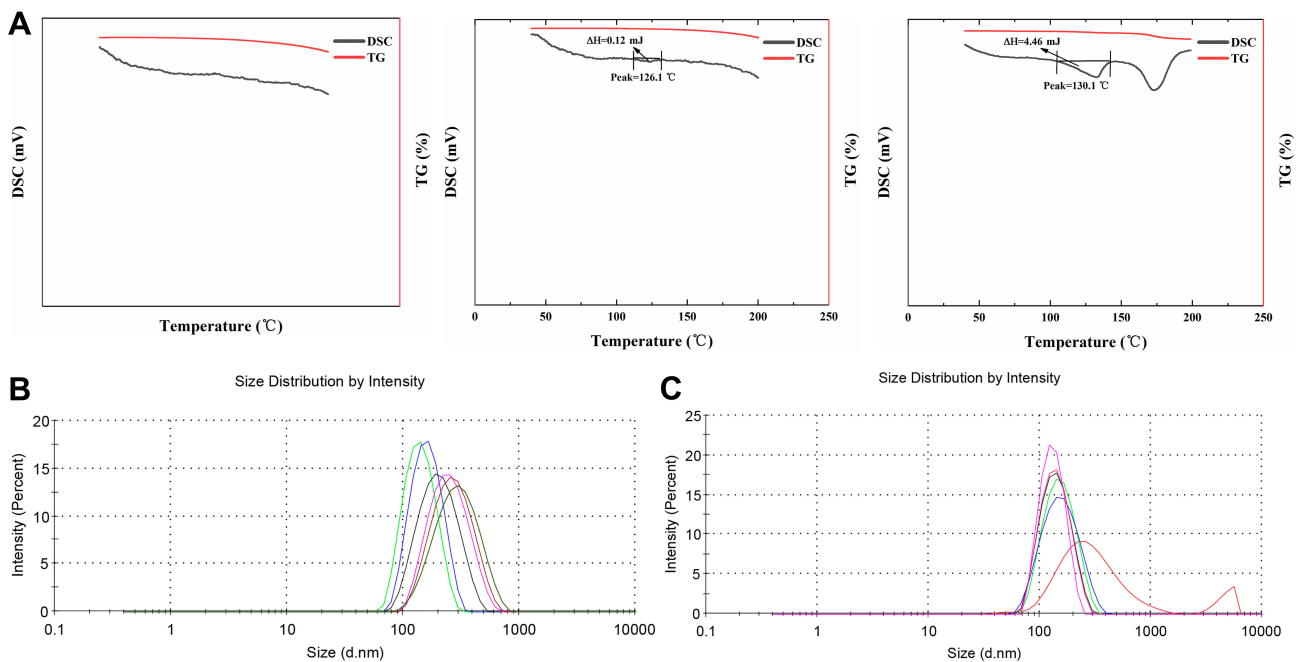 A
DSC
TG
DSC (mV)
TG (%)
Temperature (℃)
ΔH=0.12 mJ
Peak=126.1 ℃
DSC
TG
DSC (mV)
TG (%)
0 50 100 150 200 250
Temperature (℃)
ΔH=4.46 mJ
Peak=130.1 ℃
DSC
TG
TG (%)
0 50 100 150 200 250
Temperature (℃)
B
Size Distribution by Intensity
Intensity (Percent)
20
15
10
5
0
0.1 1 10 100 1000 10000
Size (d.nm)
C
Size Distribution by Intensity
Intensity (Percent)
25
20
15
10
5
0
0.1 1 10 100 1000 10000
Size (d.nm)